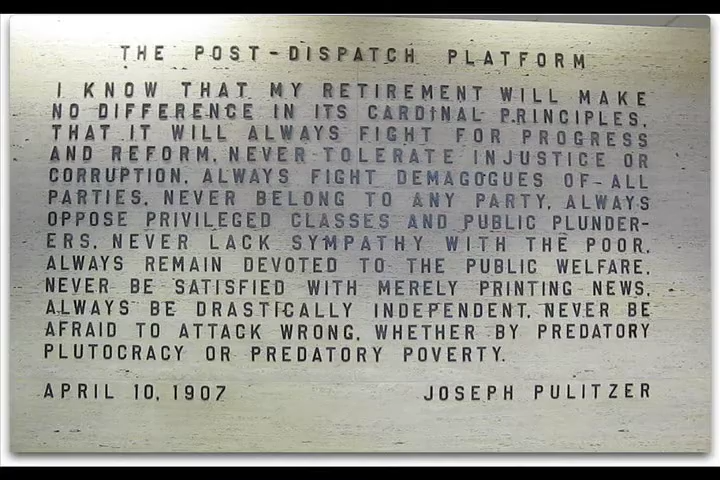 THE POST-DISPATCH PLATFORM
I KNOW THAT MY RETIREMENT WILL MAKE
NO DIFFERENCE IN ITS CARDINAL PRINCIPLES,
THAT IT WILL ALWAYS FIGHT FOR PROGRESS
AND REFORM, NEVER TOLERATE INJUSTICE OR
CORRUPTION, ALWAYS FIGHT DEMAGOGUES OF-ALL
PARTIES, NEVER BELONG TO ANY PARTY, ALWAYS
OPPOSE PRIVILEGED CLASSES AND PUBLIC PLUNDER-
ERS, NEVER LACK SYMPATHY WITH THE POOR,
ALWAYS REMAIN DEVOTED TO THE PUBLIC WELFARE,
NEVER BE SATISFIED WITH MERELY PRINTING NEWS,
ALWAYS BE DRASTICALLY INDEPENDENT, NEVER BE
AFRAID TO ATTACK WRONG, WHETHER BY PREDATORY
PLUTOCRACY OR PREDATORY POVERTY.
APRIL 10, 1907 JOSEPH PULITZER